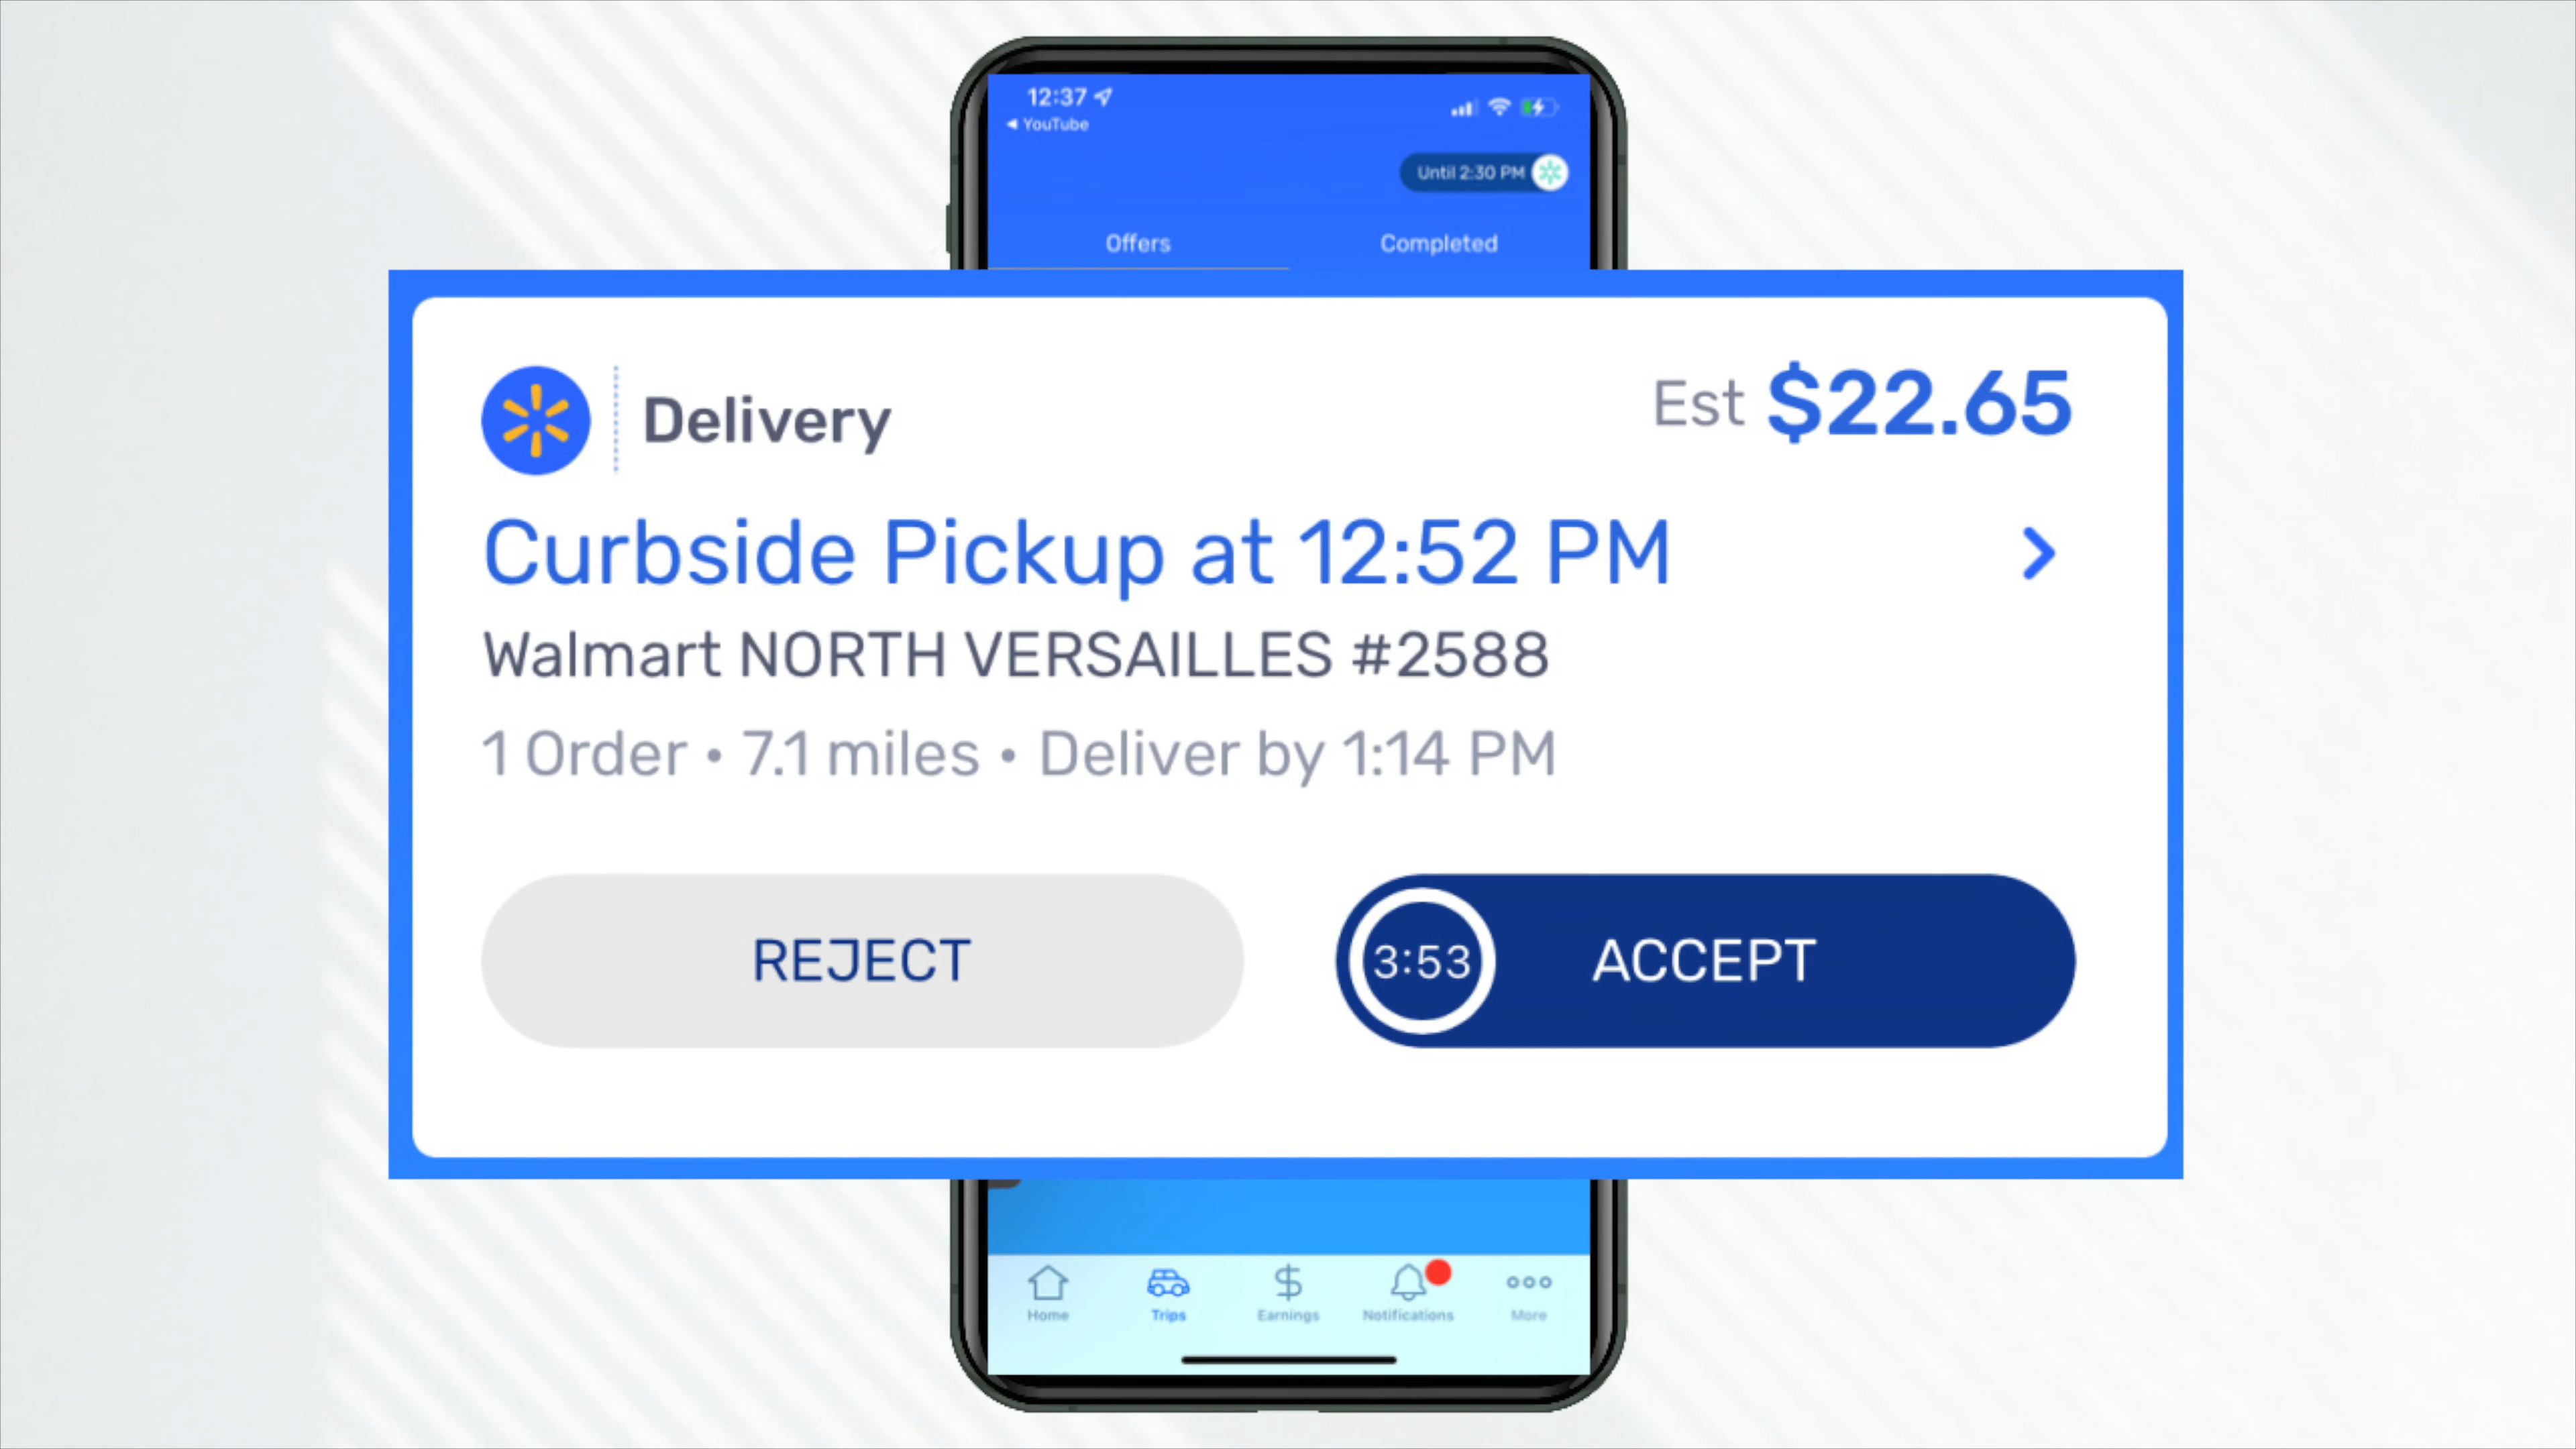 12:37
◀ YouTube
Until 2:30 PM
Offers
Completed
Delivery
Est $22.65
Curbside Pickup at 12:52 PM
Walmart NORTH VERSAILLES #2588
1 Order • 7.1 miles • Deliver by 1:14 PM
REJECT
3:53 ACCEPT
Home
Trips
Earnings
Notifications
More